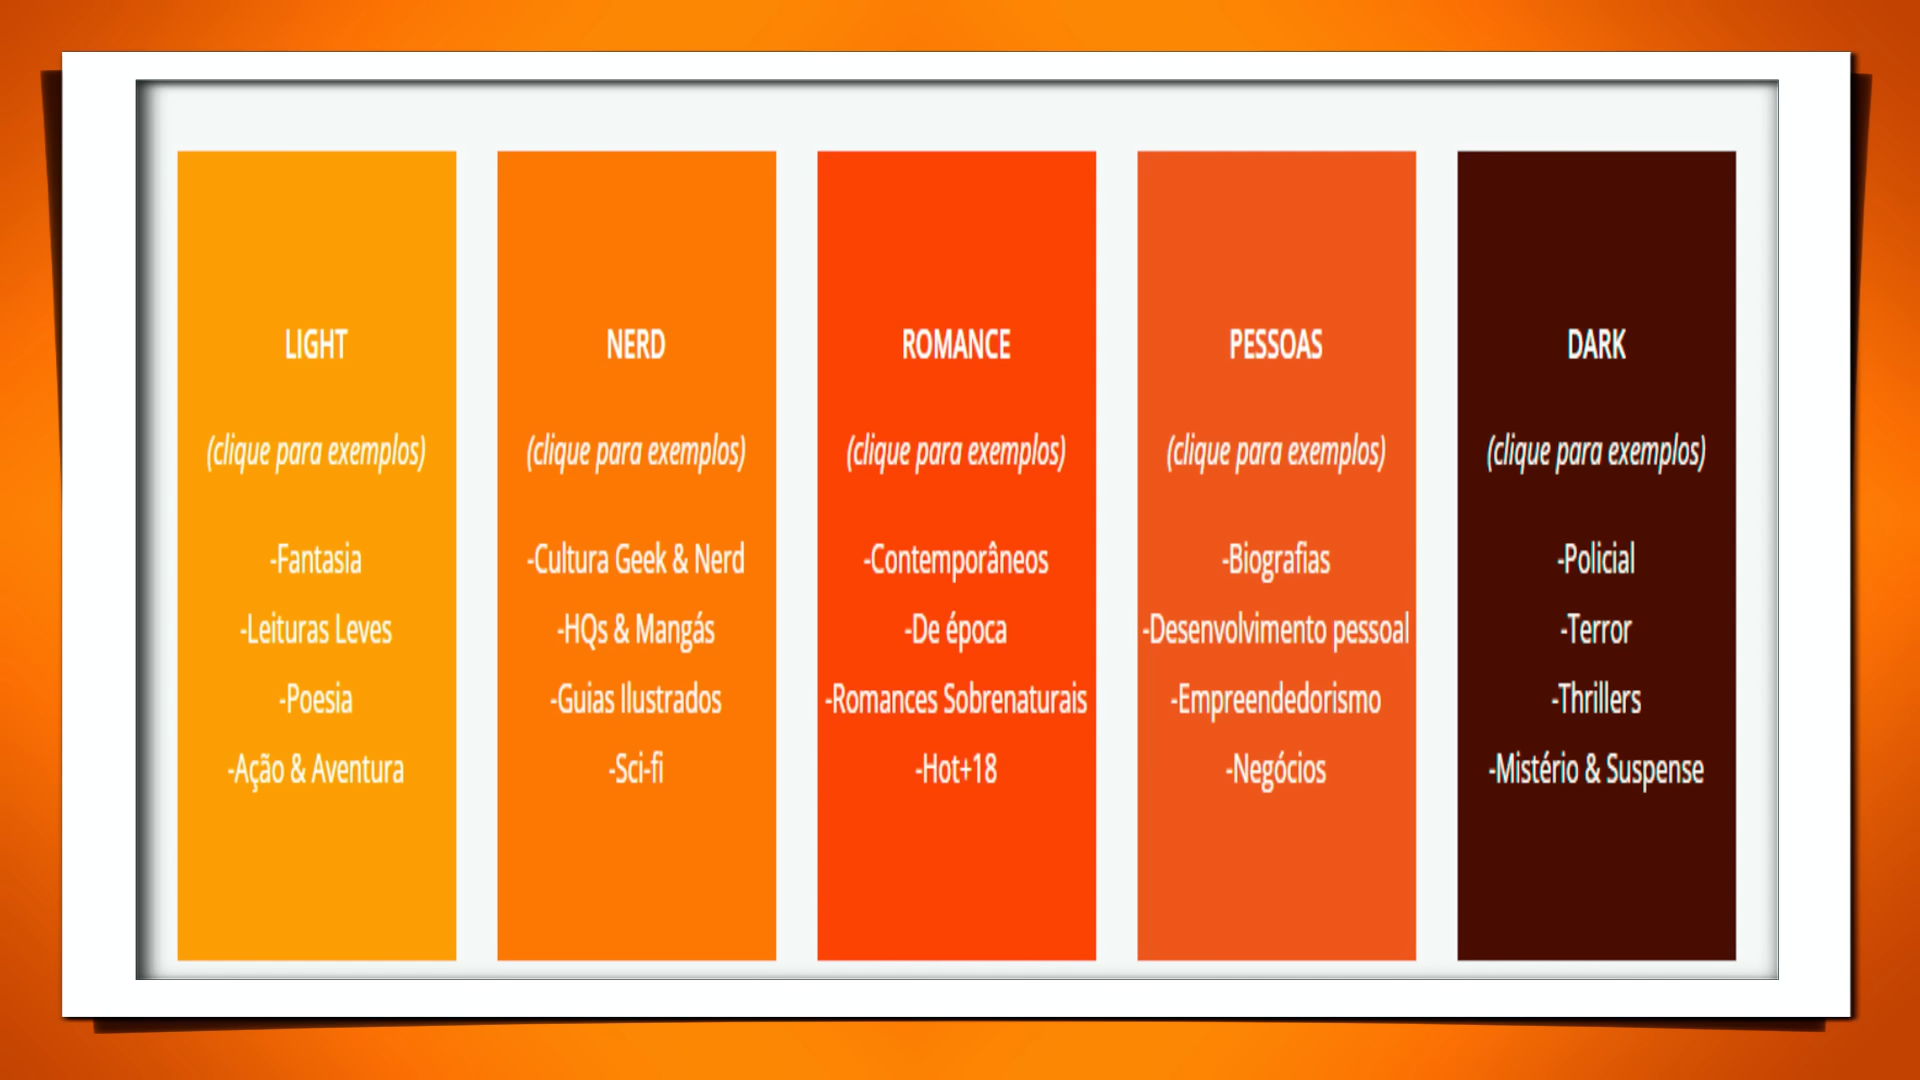 LIGHT
(clique para exemplos)
-Fantasia
-Leituras Leves
-Poesia
-Ação & Aventura
NERD
(clique para exemplos)
-Cultura Geek & Nerd
-HQs & Mangás
-Guias Ilustrados
-Sci-fi
ROMANCE
(clique para exemplos)
-Contemporâneos
-De época
-Romances Sobrenaturais
-Hot+18
PESSOAS
(clique para exemplos)
-Biografias
-Desenvolvimento pessoal
-Empreendedorismo
-Negócios
DARK
(clique para exemplos)
-Policial
-Terror
-Thrillers
-Mistério & Suspense